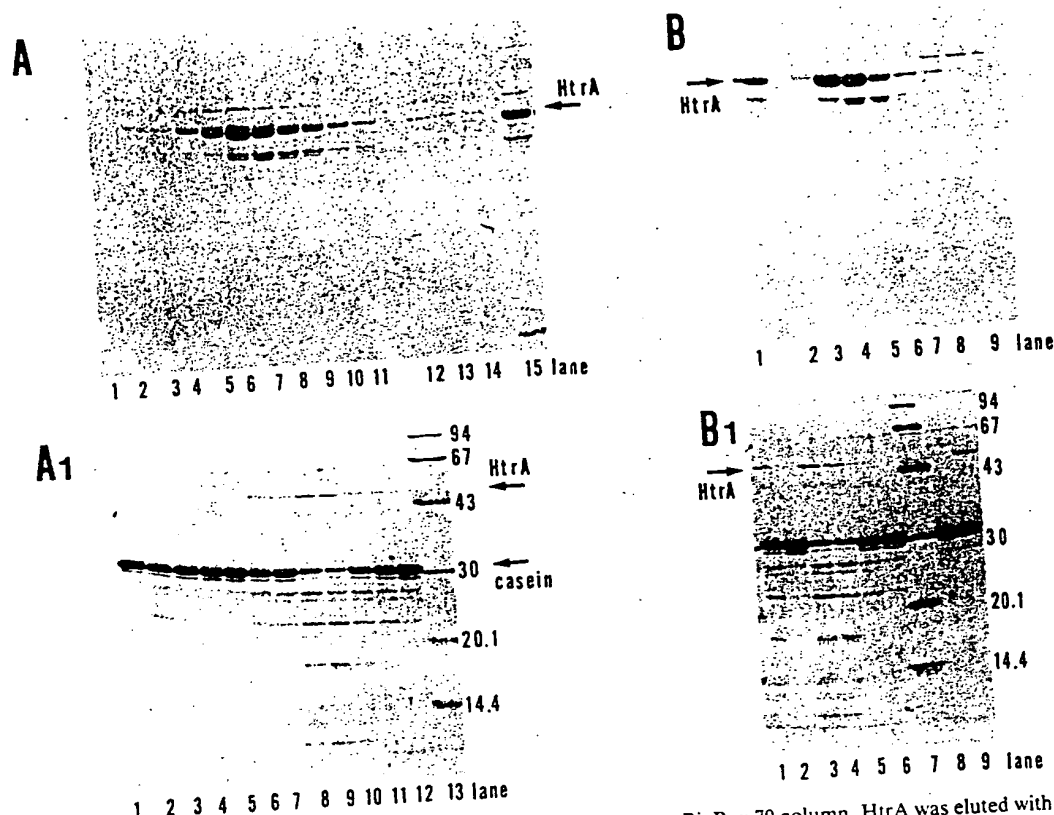 A
HtrA
1 2 3 4 5 6 7 8 9 10 11 12 13 14 15 lane
B
HtrA
1 2 3 4 5 6 7 8 9 lane
A1
94
67
HtrA
43
30
casein
20.1
14.4
1 2 3 4 5 6 7 8 9 10 11 12 13 lane
B1
94
67
HtrA
43
30
20.1
14.4
1 2 3 4 5 6 7 8 9 lane
70 column. HtrA was eluted with